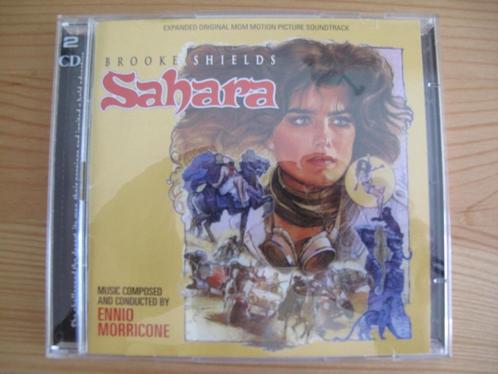 EXPANDED ORIGINAL MGM MOTION PICTURE SOUNDTRACK
2
CD
BROOKE SHIELDS
Sahara
MUSIC COMPOSED
AND CONDUCTED BY
ENNIO
MORRICONE